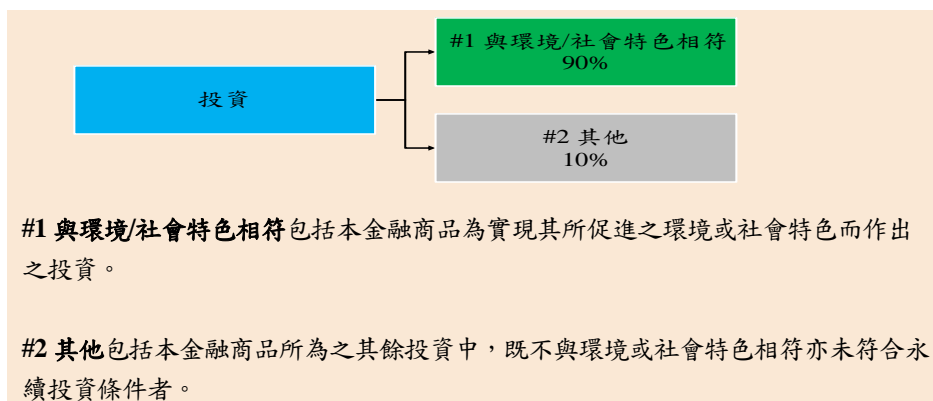 #1 與環境/社會特色相符
90%
投資
#2 其他
10%
#1 與環境/社會特色相符包括本金融商品為實現其所促進之環境或社會特色而作出
之投資。
#2 其他包括本金融商品所為之其餘投資中，既不與環境或社會特色相符亦未符合永
續投資條件者。